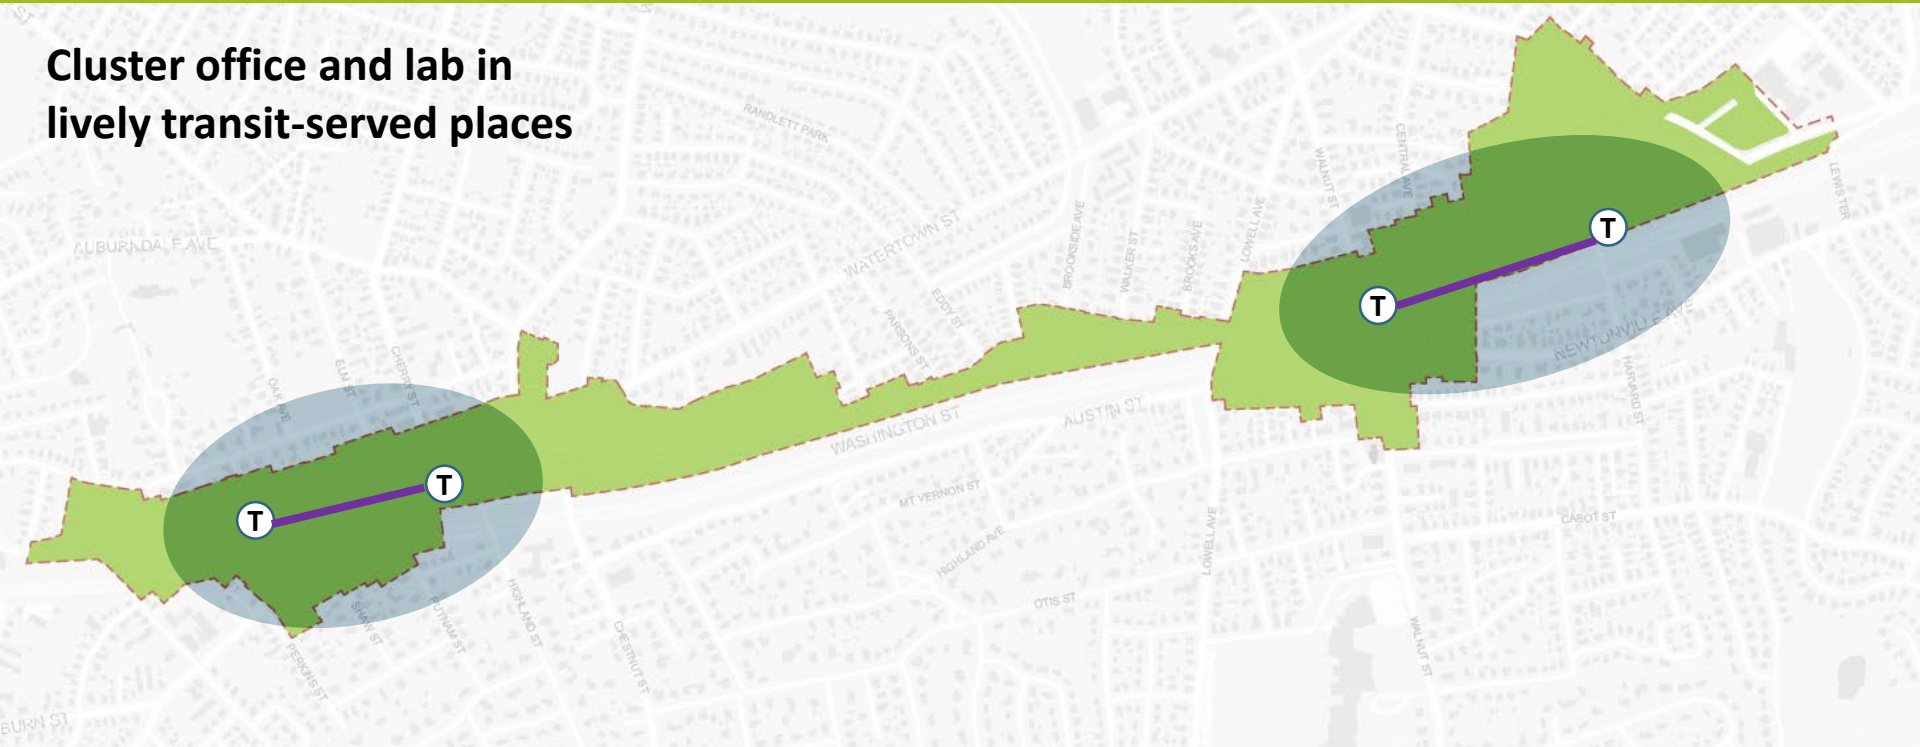 Cluster office and lab in
lively transit-served places
RANDLETT PARK
CENTRAL AVE
WALNUT ST
LEWIS TER
AUBURNDALE AVE
WATERTOWN ST
BROOKSIDE AVE
WALKER ST
BROOKS AVE
LOWELL AVE
T
T
EDDY ST
PARSONS ST
NEWTONVILLE AVE
HARVARD ST
ELM ST
CHERRY ST
OAK AVE
WASHINGTON ST
AUSTIN ST
T
T
MT VERNON ST
HIGHLAND AVE
LOWELL AVE
CABOT ST
OTIS ST
SHAW ST
PUTNAM ST
HIGHLAND ST
CHESTNUT ST
PERKINS ST
WALNUT ST
BURN ST